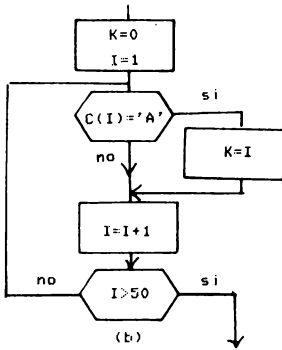 K=0
I=1
C(I)='A'
si
no
K=I
I=I+1
no
I>50
si
(b)